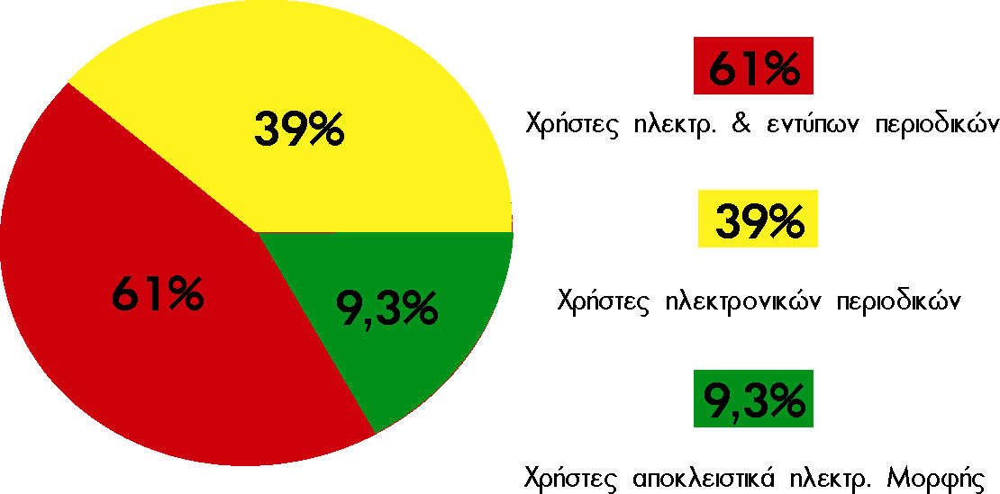 39%
61%
9,3%
61%
Χρήστες ηλεκτρ. & εντύπων περιοδικών
39%
Χρήστες ηλεκτρονικών περιοδικών
9,3%
Χρήστες αποκλειστικά ηλεκτρ. Μορφής